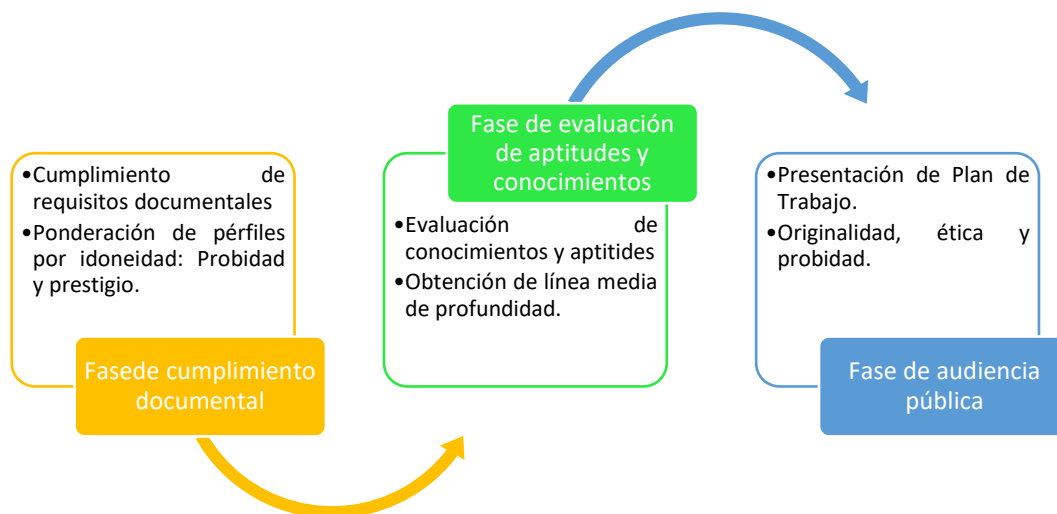 •Cumplimiento de
requisitos documentales
•Ponderación de pérfiles
por idoneidad: Probidad
y prestigio.
Fasede cumplimiento
documental
Fase de evaluación
de aptitudes y
conocimientos
•Evaluación de
conocimientos y aptitides
•Obtención de línea media
de profundidad.
•Presentación de Plan de
Trabajo.
•Originalidad, ética y
probidad.
Fase de audiencia
pública